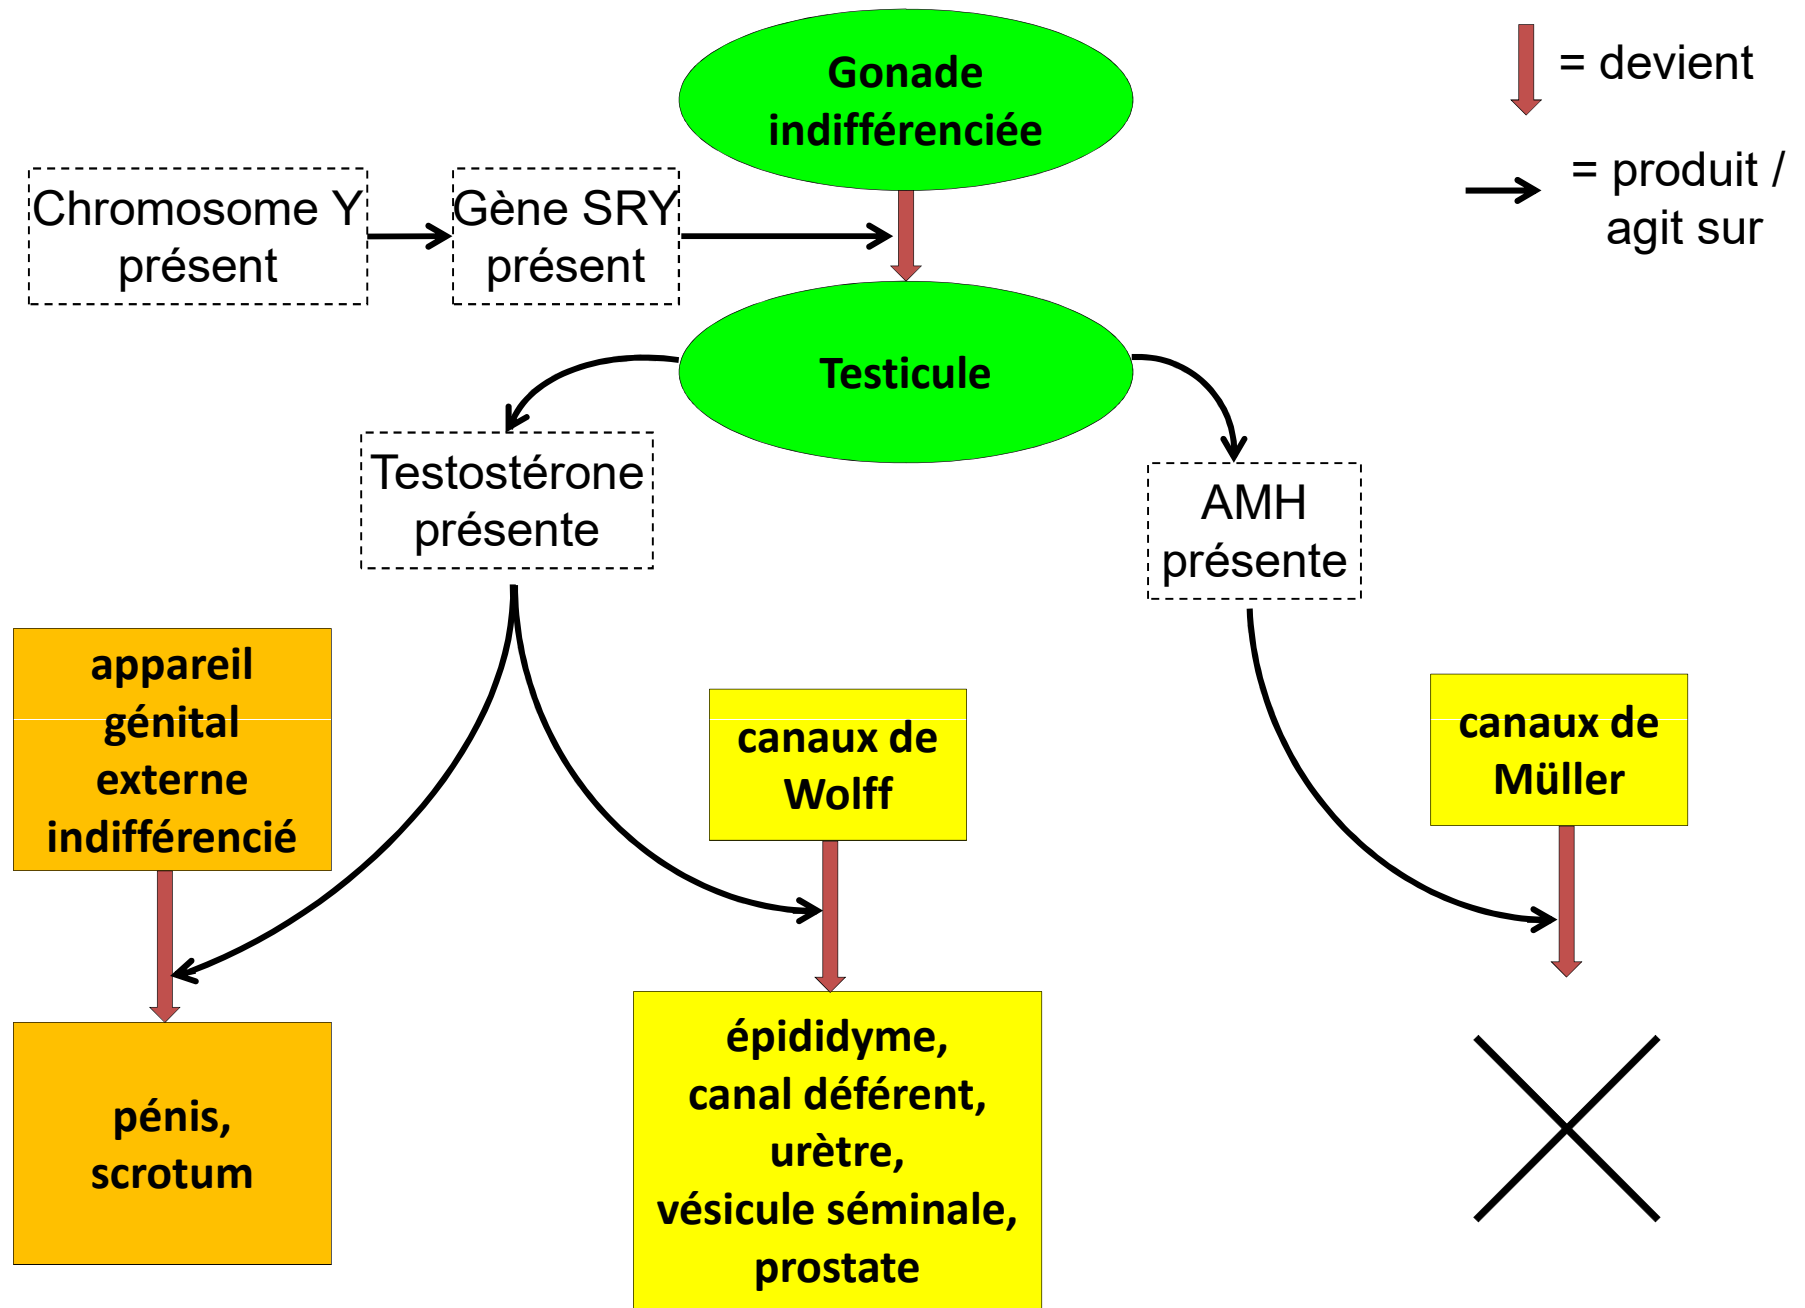 Gonade
indifférenciée
= devient
= produit /
agit sur
Chromosome Y
présent
Gène SRY
présent
Testicule
Testostérone
présente
AMH
présente
appareil
génital
externe
indifférencié
canaux de
Wolff
canaux de
Müller
pénis,
scrotum
épididyme,
canal déférent,
urètre,
vésicule séminale,
prostate